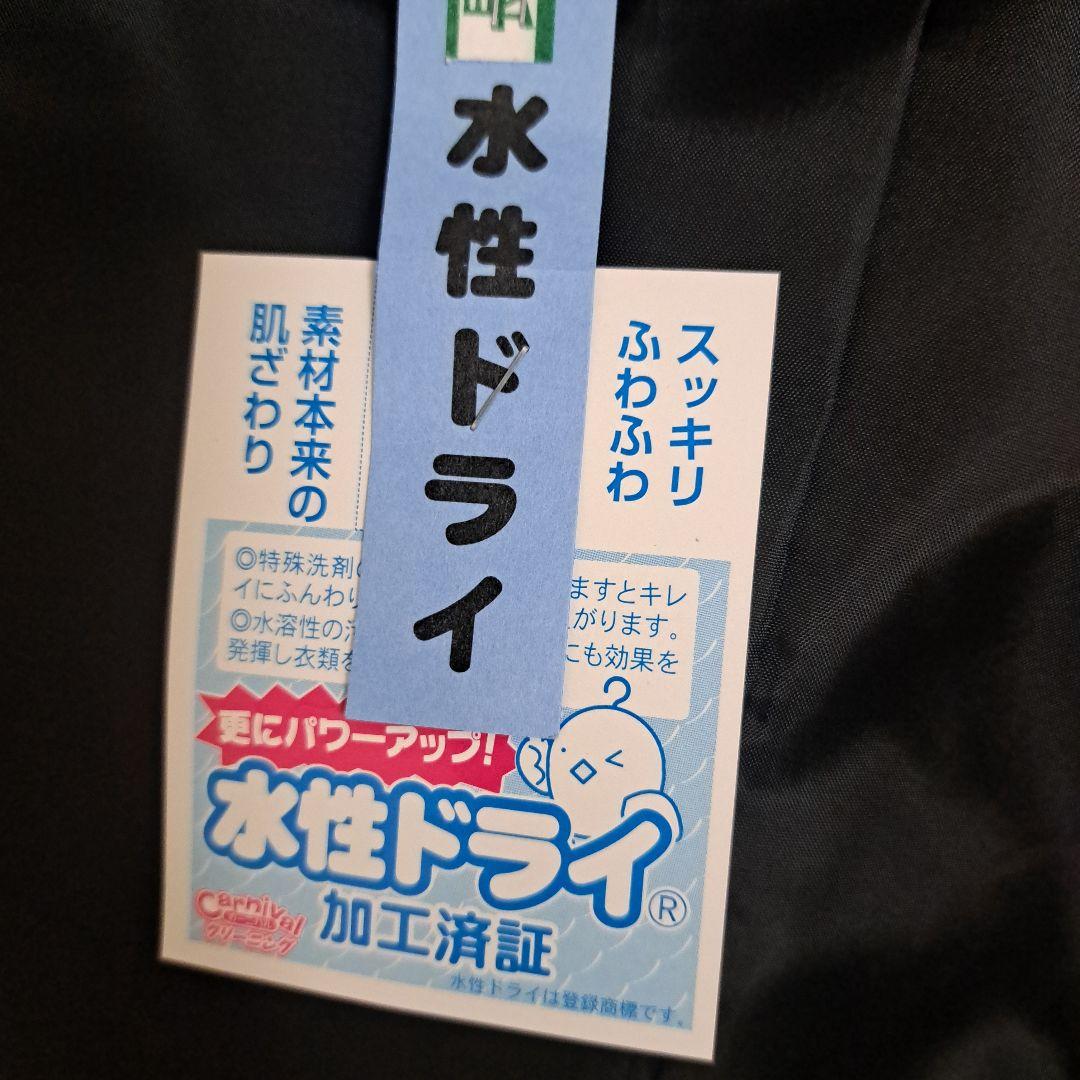 水性ドライ
スッキリ
ふわふわ
素材本来の
肌ざわり
◎特殊洗剤 ますとキレ
イにふんわり がります。
◎水溶性の にも効果を
発揮し衣類を
更にパワーアップ!
水性ドライ®
加工済証
Carnival
クリーニング
水性ドライは登録商標です。